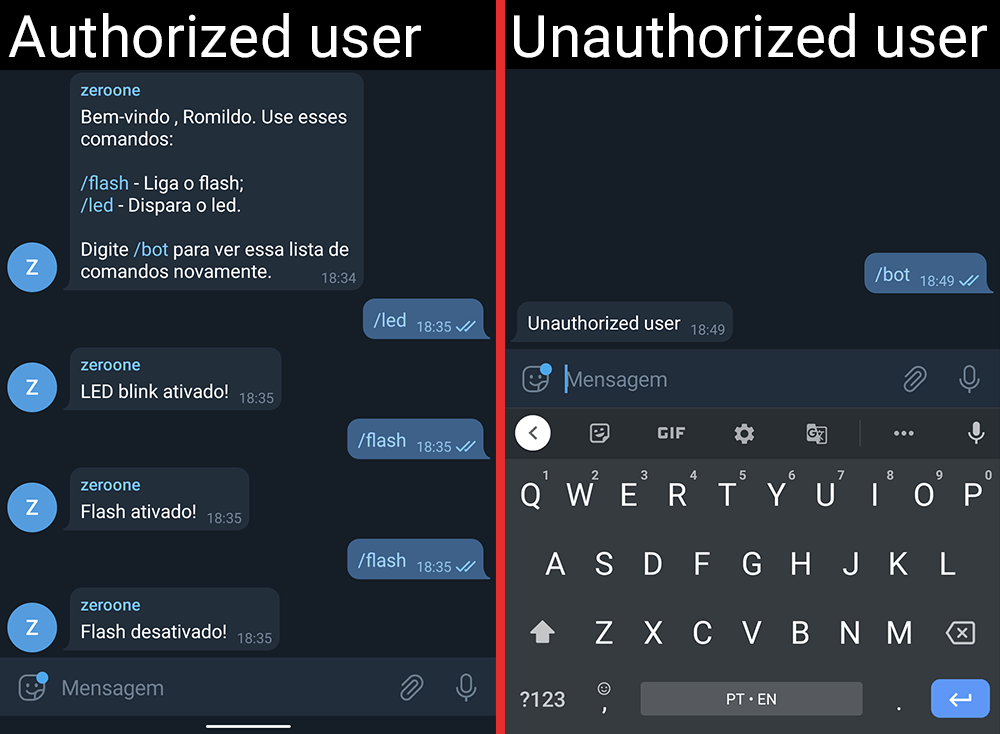 Authorized user
zeroone
Bem-vindo , Romildo. Use esses
comandos:
/flash - Liga o flash;
/led - Dispara o led.
Digite /bot para ver essa lista de
comandos novamente.
18:34
Z
/led 18:35
zeroone
LED blink ativado! 18:35
Z
/flash 18:35
zeroone
Flash ativado! 18:35
Z
/flash 18:35
zeroone
Flash desativado! 18:35
Z
Mensagem
Unauthorized user
/bot 18:49
Unauthorized user 18:49
Mensagem
GIF
1 2 3 4 5 6 7 8 9 0
Q W E R T Y U I O P
A S D F G H J K L
Z X C V B N M
?123 , PT • EN .